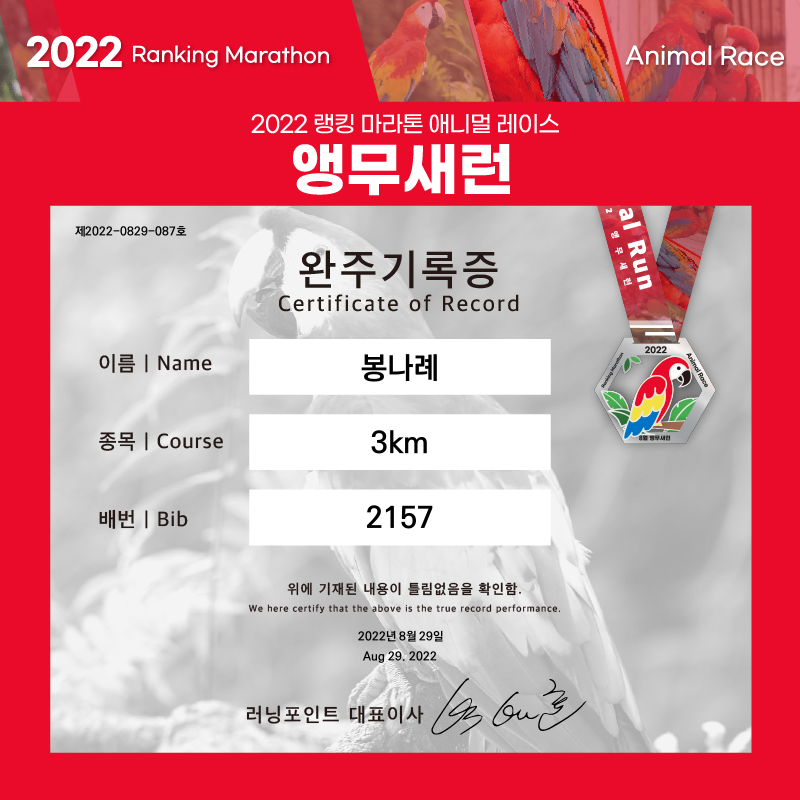 2022 Ranking Marathon
Animal Race
2022 랭킹 마라톤 애니멀 레이스
앵무새런
제2022-0829-087호
al Run
2 앵무새런
완주기록증
Certificate of Record
이름 | Name
봉나례
2022
Ranking Marathon
Animal Race
8월 앵무새런
종목 | Course
3km
배번 | Bib
2157
위에 기재된 내용이 틀림없음을 확인함.
We here certify that the above is the true record performance.
2022년 8월 29일
Aug 29. 2022
러닝포인트 대표이사